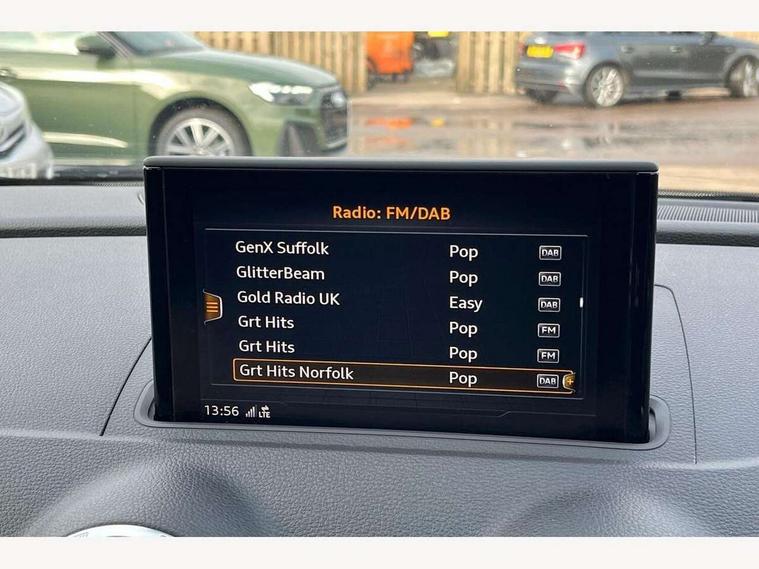 Radio: FM/DAB
GenX Suffolk Pop DAB
GlitterBeam Pop DAB
Gold Radio UK Easy DAB
Grt Hits Pop FM
Grt Hits Pop FM
Grt Hits Norfolk Pop DAB
13:56 LTE